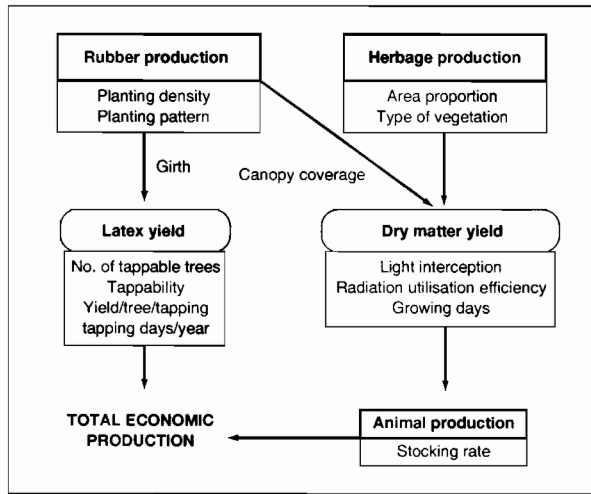 Rubber production
Planting density
Planting pattern
Herbage production
Area proportion
Type of vegetation
Girth
Canopy coverage
Latex yield
No. of tappable trees
Tappability
Yield/tree/tapping
tapping days/year
Dry matter yield
Light interception
Radiation utilisation efficiency
Growing days
TOTAL ECONOMIC
PRODUCTION
Animal production
Stocking rate